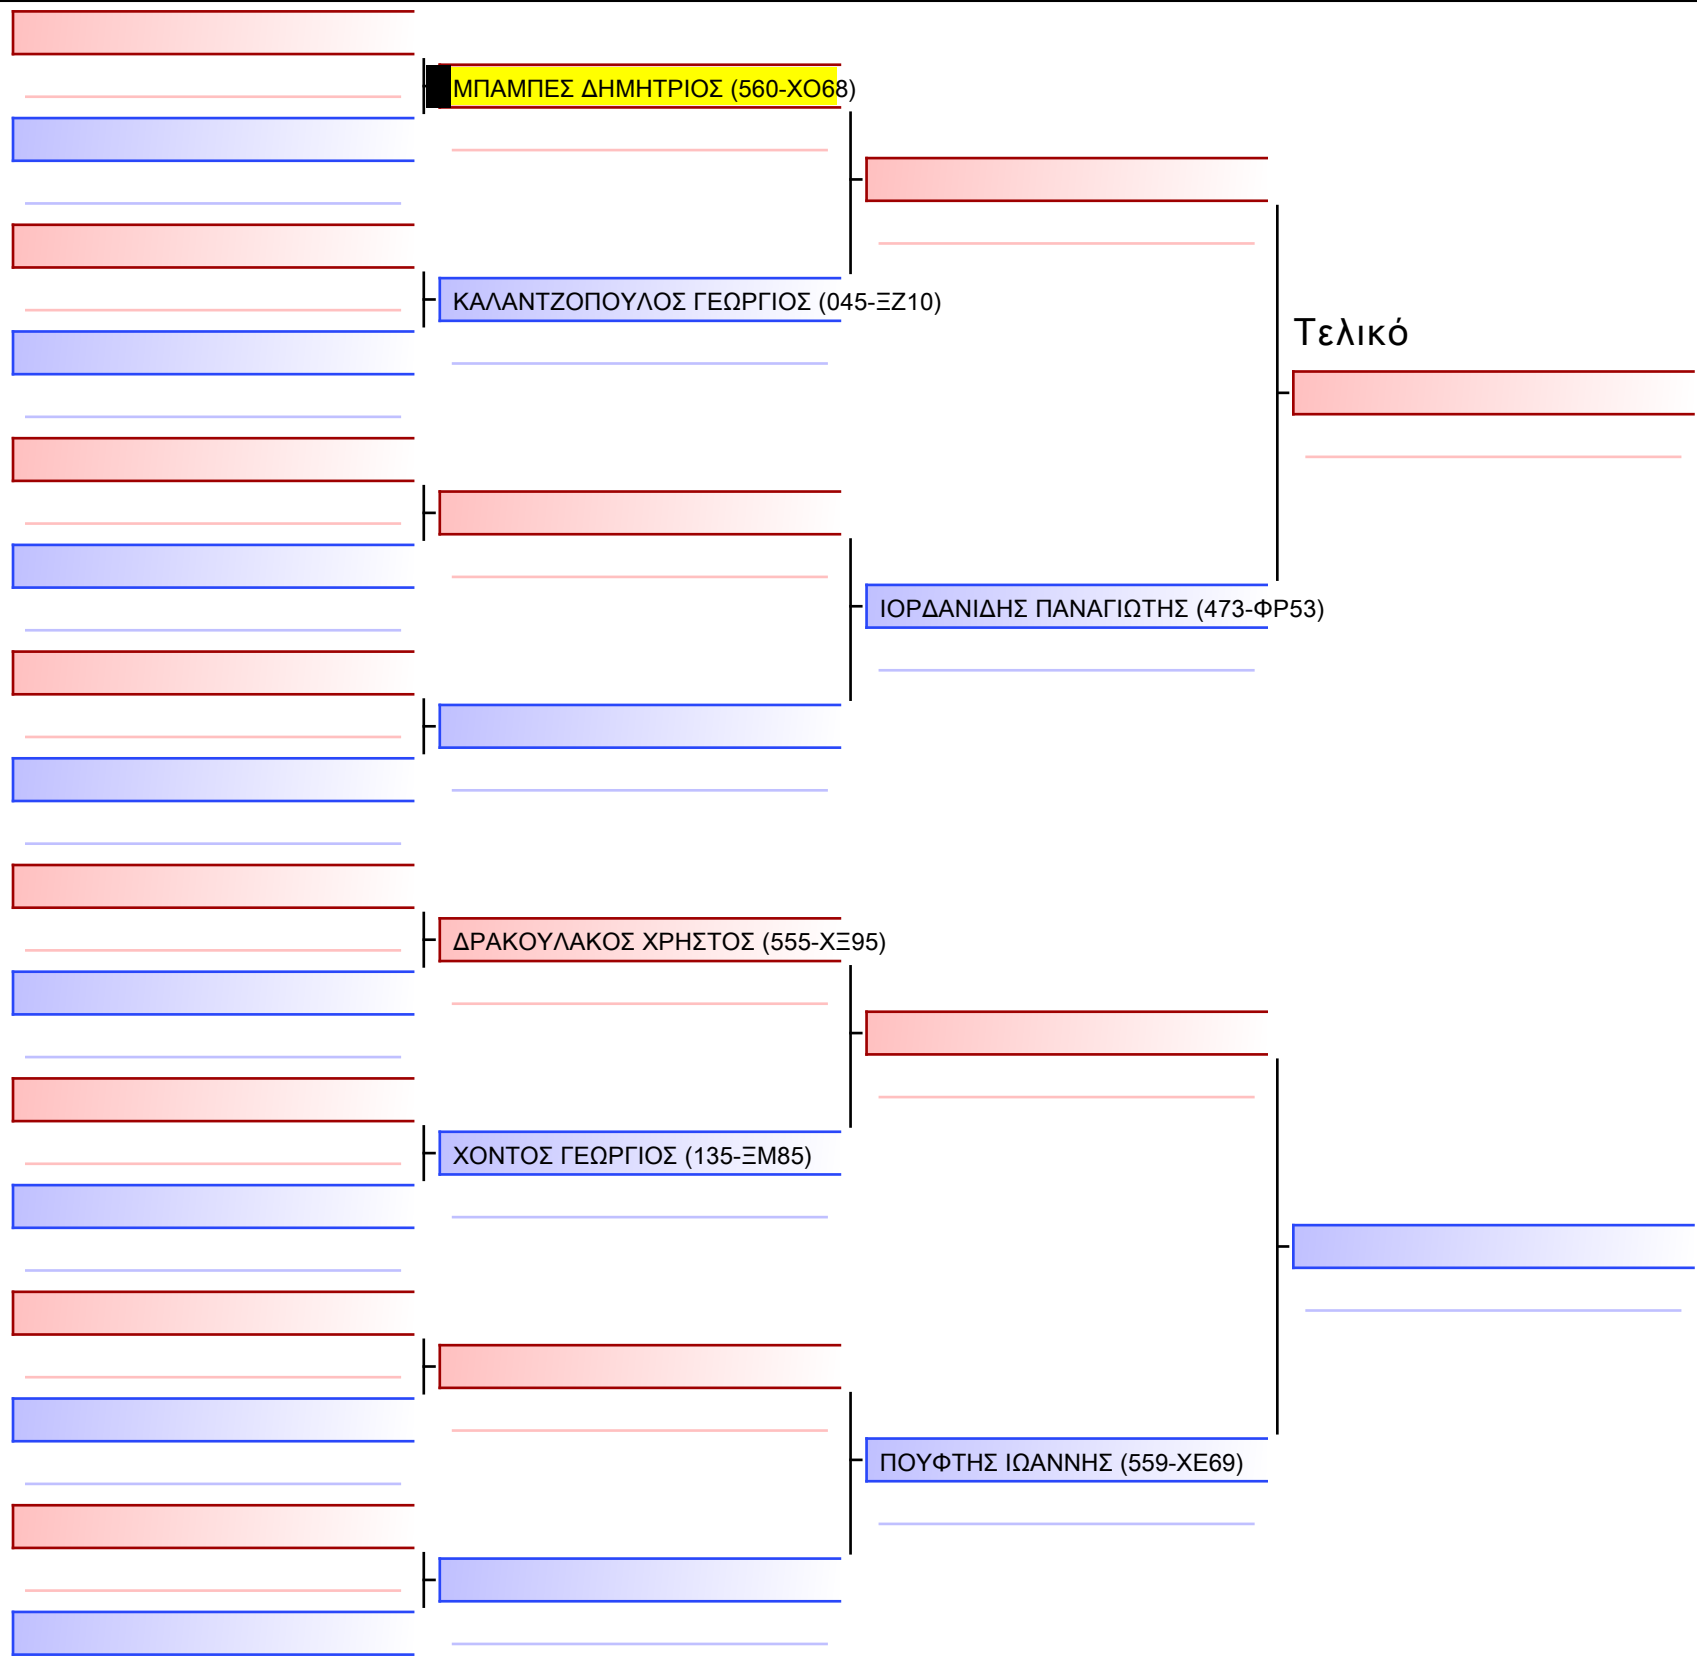 ΜΠΑΜΠΕΣ ΔΗΜΗΤΡΙΟΣ (560-ΧΟ68)
ΚΑΛΑΝΤΖΟΠΟΥΛΟΣ ΓΕΩΡΓΙΟΣ (045-ΞΖ10)
Τελικό
ΙΟΡΔΑΝΙΔΗΣ ΠΑΝΑΓΙΩΤΗΣ (473-ΦΡ53)
ΔΡΑΚΟΥΛΑΚΟΣ ΧΡΗΣΤΟΣ (555-ΧΞ95)
ΧΟΝΤΟΣ ΓΕΩΡΓΙΟΣ (135-ΞΜ85)
ΠΟΥΦΤΗΣ ΙΩΑΝΝΗΣ (559-ΧΕ69)